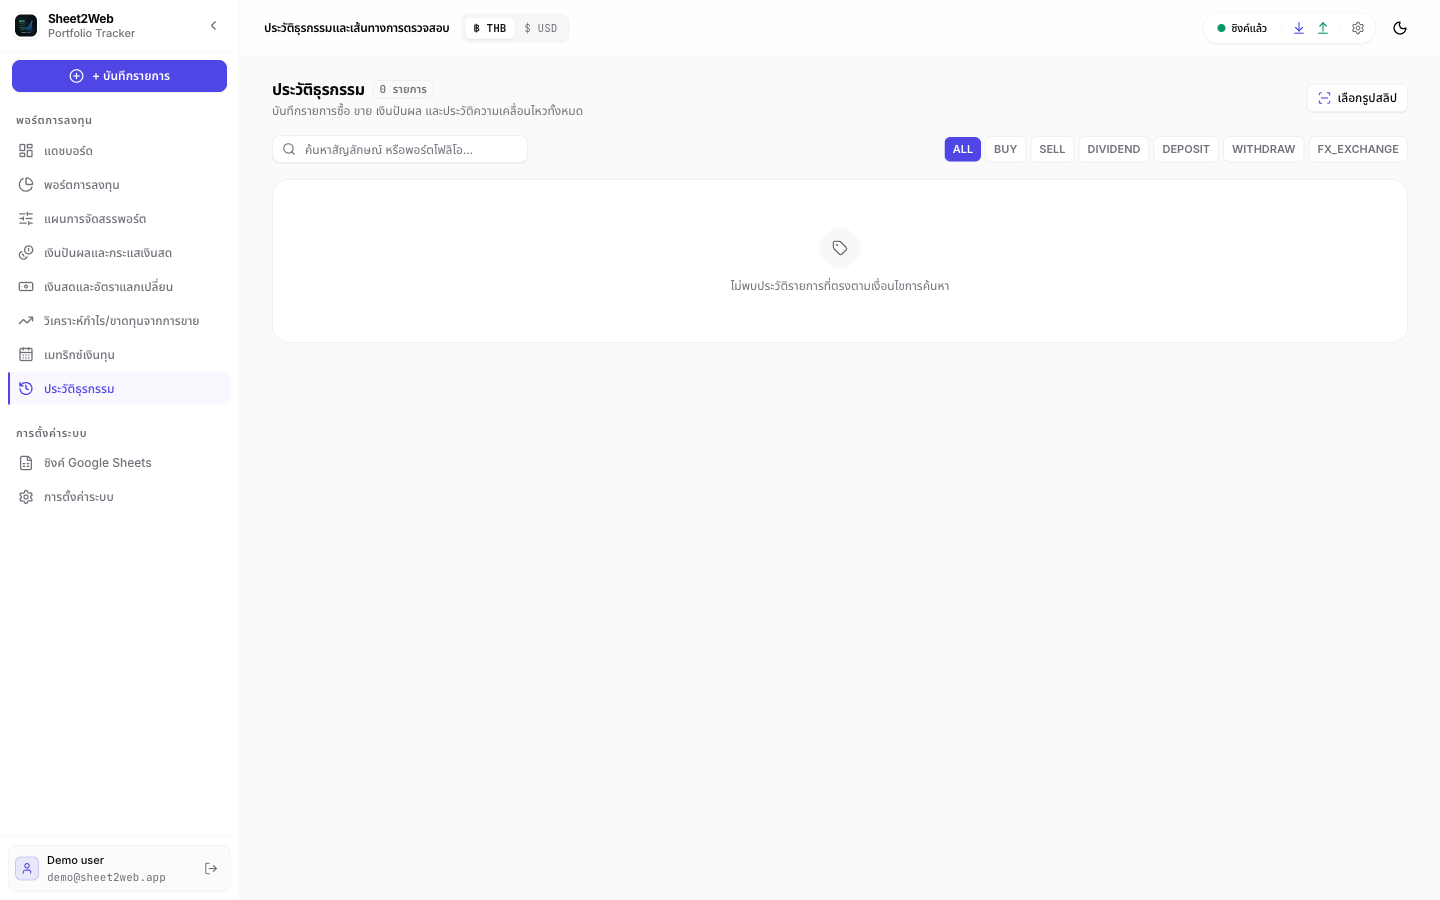 Sheet2Web
Portfolio Tracker
+ บันทึกรายการ
พอร์ตการลงทุน
แดชบอร์ด
พอร์ตการลงทุน
แผนการจัดสรรพอร์ต
เงินปันผลและกระแสเงินสด
เงินสดและอัตราแลกเปลี่ยน
วิเคราะห์กำไร/ขาดทุนจากการขาย
เมทริกซ์เงินทุน
ประวัติธุรกรรม
การตั้งค่าระบบ
ซิงค์ Google Sheets
การตั้งค่าระบบ
Demo user
demo@sheet2web.app
ประวัติธุรกรรมและเส้นทางการตรวจสอบ
฿ THB $ USD
ซิงค์แล้ว
ประวัติธุรกรรม 0 รายการ
บันทึกรายการซื้อ ขาย เงินปันผล และประวัติความเคลื่อนไหวทั้งหมด
เลือกรูปสลิป
ค้นหาสัญลักษณ์ หรือพอร์ตโฟลิโอ...
ALL BUY SELL DIVIDEND DEPOSIT WITHDRAW FX_EXCHANGE
ไม่พบประวัติรายการที่ตรงตามเงื่อนไขการค้นหา